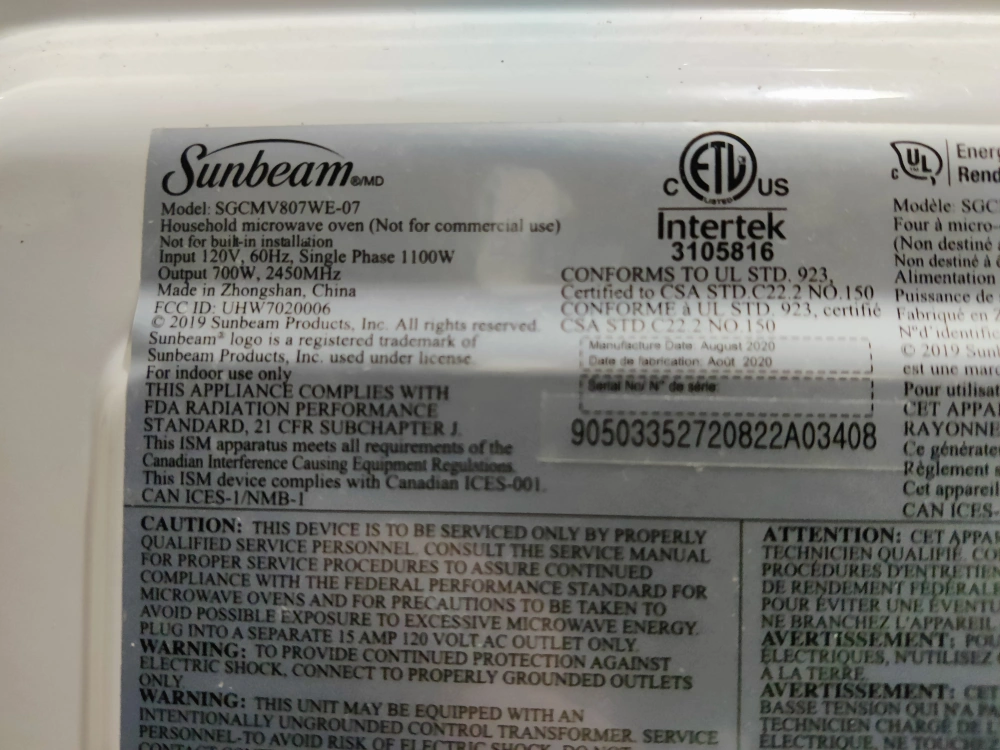 Sunbeam®/MD
Model: SGCMV807WE-07
Household microwave oven (Not for commercial use)
Not for built-in installation
Input 120V, 60Hz, Single Phase 1100W
Output 700W, 2450MHz
Made in Zhongshan, China
FCC ID: UHW7020006
© 2019 Sunbeam Products, Inc. All rights reserved.
Sunbeam® logo is a registered trademark of
Sunbeam Products, Inc. used under license.
For indoor use only
THIS APPLIANCE COMPLIES WITH
FDA RADIATION PERFORMANCE
STANDARD, 21 CFR SUBCHAPTER J.
This ISM apparatus meets all requirements of the
Canadian Interference Causing Equipment Regulations.
This ISM device complies with Canadian ICES-001.
CAN ICES-1/NMB-1
C ETL US
LISTED
Intertek
3105816
CONFORMS TO UL STD. 923,
Certified to CSA STD.C22.2 NO.150
CONFORME à UL STD. 923, certifié
CSA STD C22.2 NO.150
Manufacture Date: August 2020
Date de fabrication: Août 2020
Serial No/ N° de série:
90503352720822A03408
c UL
Energ
Rend
Modèle: SGC
Four à micro-
(Non destiné
Non destiné à
Alimentation
Puissance de
Fabriqué en
N°d'identific
© 2019 Sunb
est une marq
Pour utilisat
CET APPA
RAYONNE
Ce générate
Règlement s
Cet appareil
CAN ICES-
CAUTION: THIS DEVICE IS TO BE SERVICED ONLY BY PROPERLY
QUALIFIED SERVICE PERSONNEL. CONSULT THE SERVICE MANUAL
FOR PROPER SERVICE PROCEDURES TO ASSURE CONTINUED
COMPLIANCE WITH THE FEDERAL PERFORMANCE STANDARD FOR
MICROWAVE OVENS AND FOR PRECAUTIONS TO BE TAKEN TO
AVOID POSSIBLE EXPOSURE TO EXCESSIVE MICROWAVE ENERGY.
PLUG INTO A SEPARATE 15 AMP 120 VOLT AC OUTLET ONLY.
WARNING: TO PROVIDE CONTINUED PROTECTION AGAINST
ELECTRIC SHOCK, CONNECT TO PROPERLY GROUNDED OUTLETS
ONLY.
WARNING: THIS UNIT MAY BE EQUIPPED WITH AN
INTENTIONALLY UNGROUNDED CONTROL TRANSFORMER. SERVICE
PERSONNEL-TO AVOID RISK OF ELECTRIC SHOCK, DO NOT
ATTENTION: CET APPAR
TECHNICIEN QUALIFIÉ. CO
PROCÉDURES D'ENTRETIEN
DE RENDEMENT FÉDÉRALE
POUR ÉVITER UNE ÉVENTU
NE BRANCHEZ L'APPAREIL
AVERTISSEMENT: POU
ÉLECTRIQUES, N'UTILISEZ
À LA TERRE.
AVERTISSEMENT: CET
BASSE TENSION QUI N'A PA
TECHNICIEN CHARGÉ DE L
ÉLECTRIQUE, NE